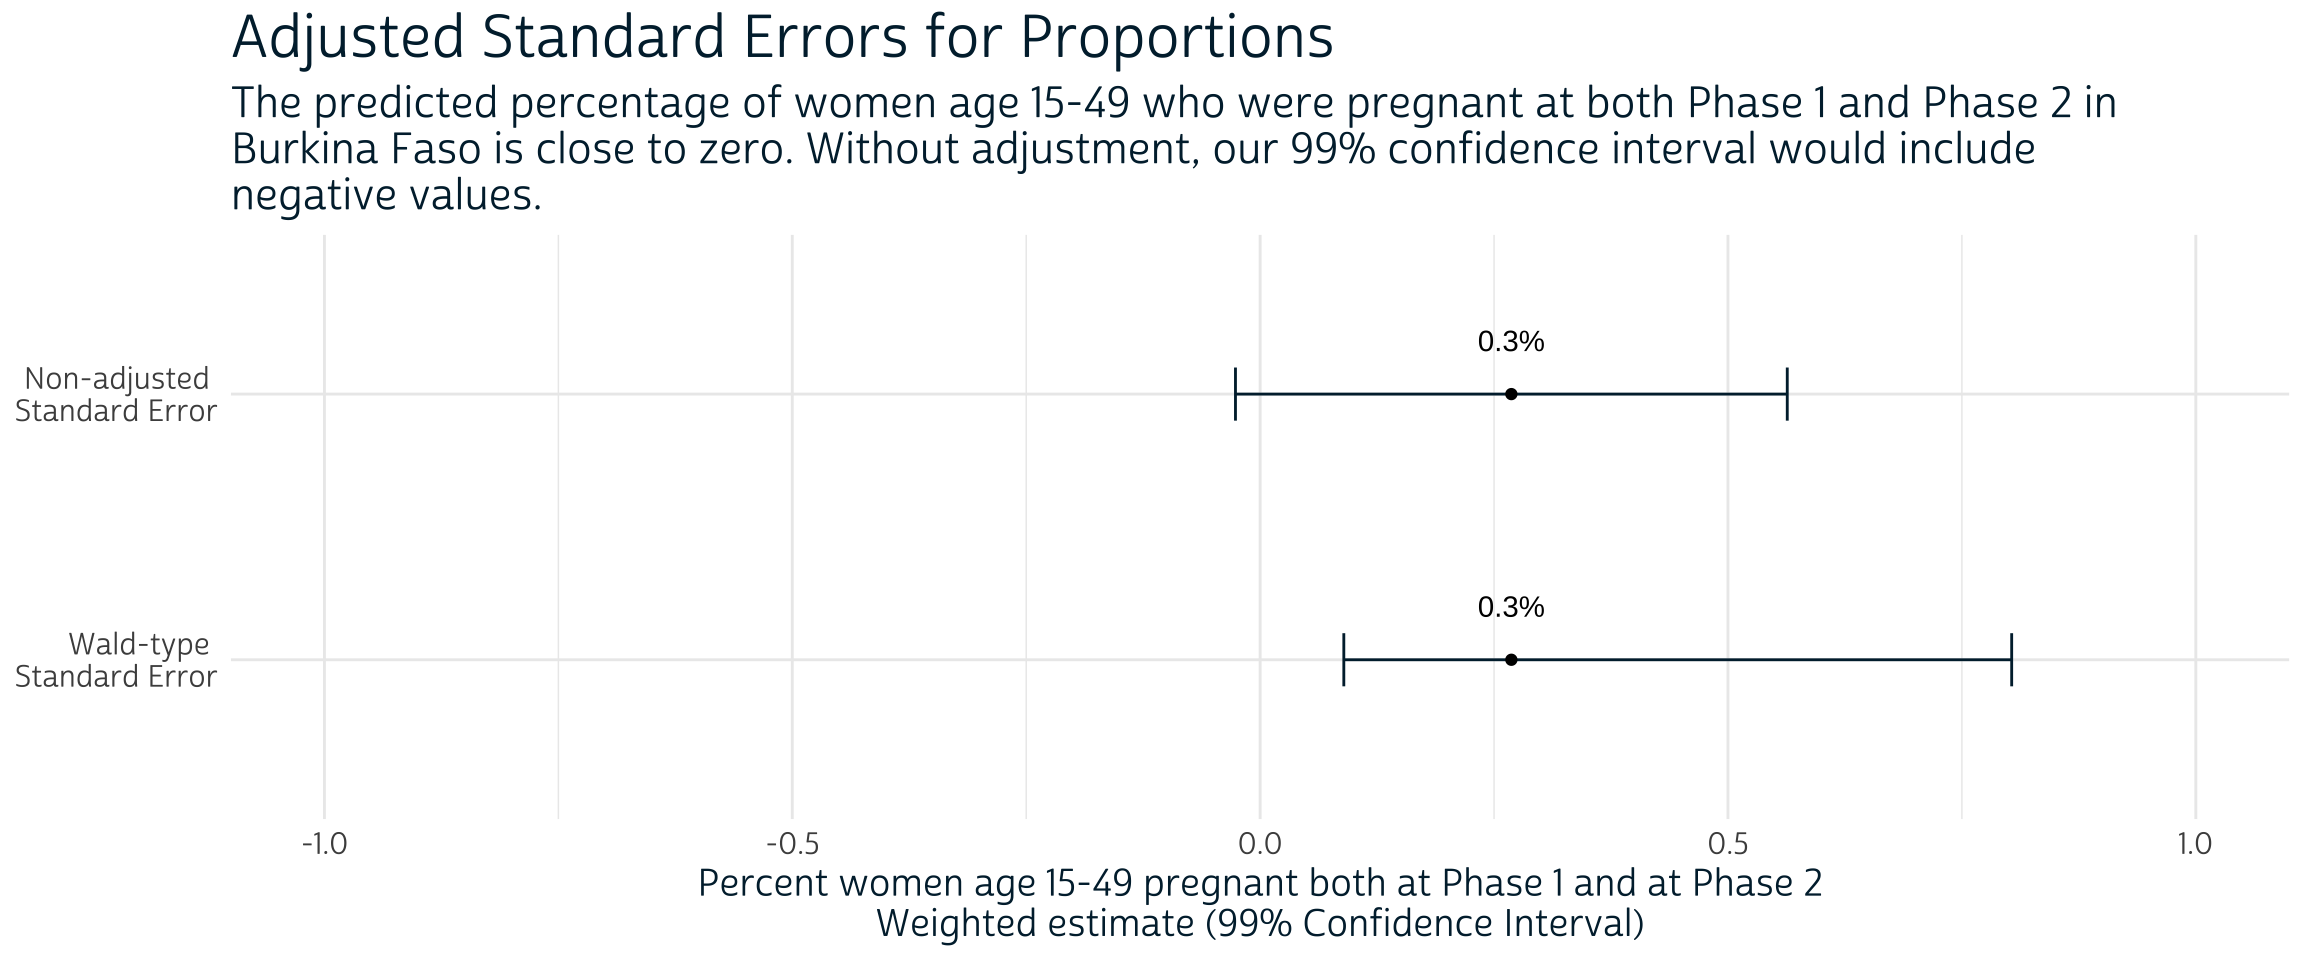 Adjusted Standard Errors for Proportions
The predicted percentage of women age 15-49 who were pregnant at both Phase 1 and Phase 2 in
Burkina Faso is close to zero. Without adjustment, our 99% confidence interval would include
negative values.
0.3%
Non-adjusted
Standard Error
0.3%
Wald-type
Standard Error
-1.0 -0.5 0.0 0.5 1.0
Percent women age 15-49 pregnant both at Phase 1 and at Phase 2
Weighted estimate (99% Confidence Interval)